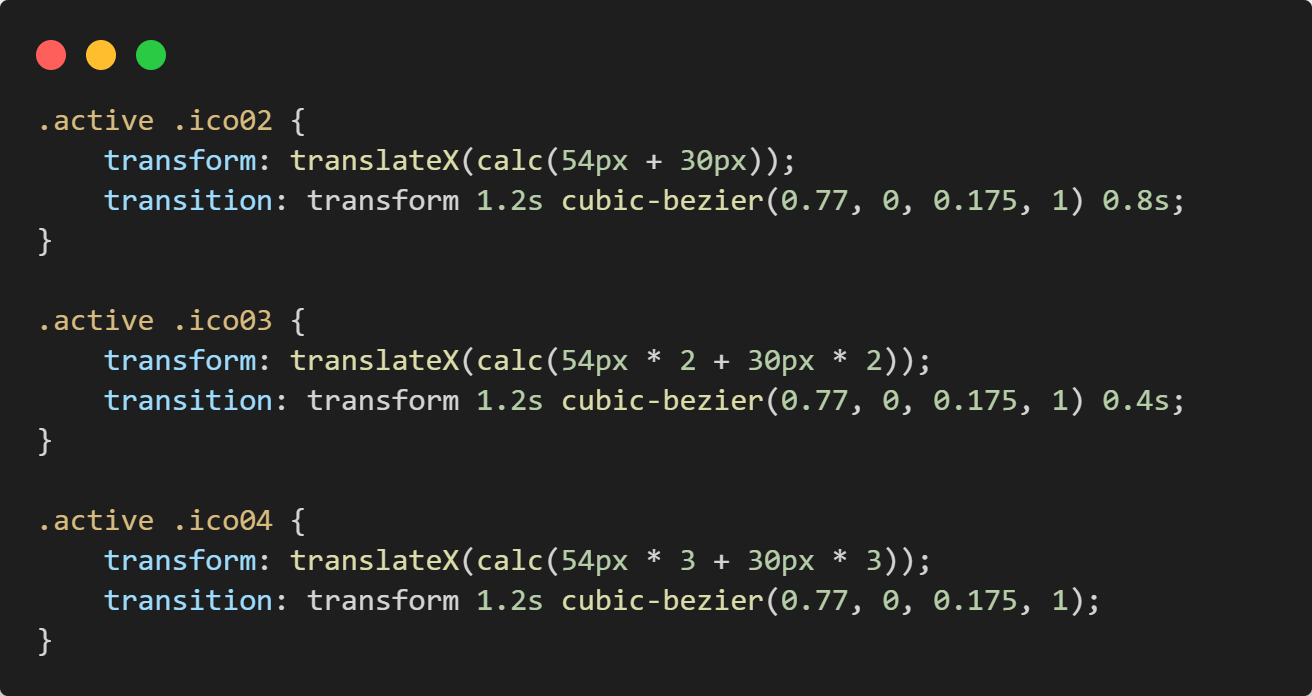 .active .ico02 {
    transform: translateX(calc(54px + 30px));
    transition: transform 1.2s cubic-bezier(0.77, 0, 0.175, 1) 0.8s;
}

.active .ico03 {
    transform: translateX(calc(54px * 2 + 30px * 2));
    transition: transform 1.2s cubic-bezier(0.77, 0, 0.175, 1) 0.4s;
}

.active .ico04 {
    transform: translateX(calc(54px * 3 + 30px * 3));
    transition: transform 1.2s cubic-bezier(0.77, 0, 0.175, 1);
}